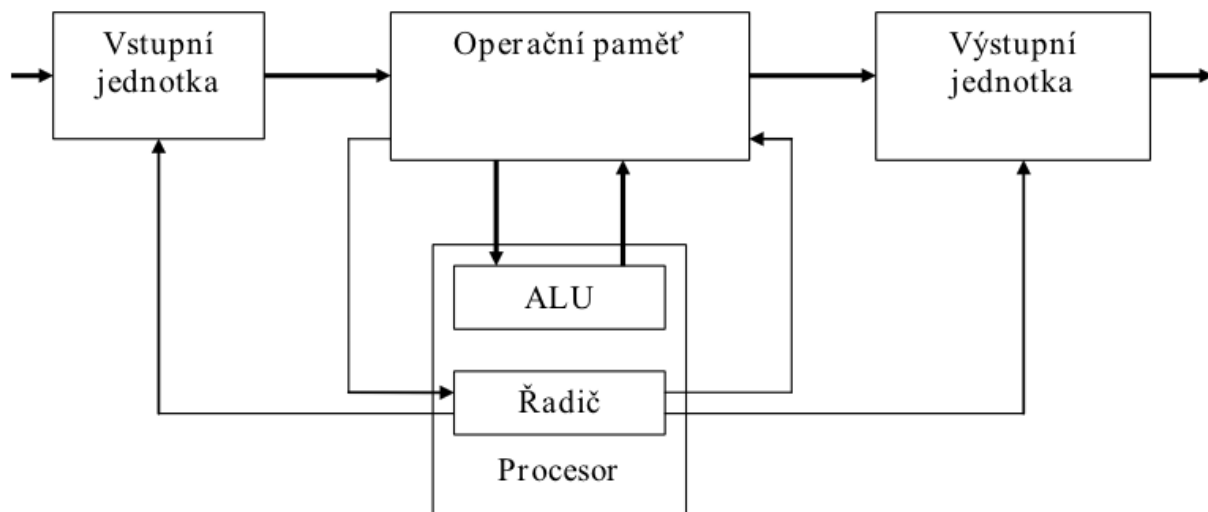 Vstupní
jednotka
Operační paměť
Výstupní
jednotka
ALU
Řadič
Procesor